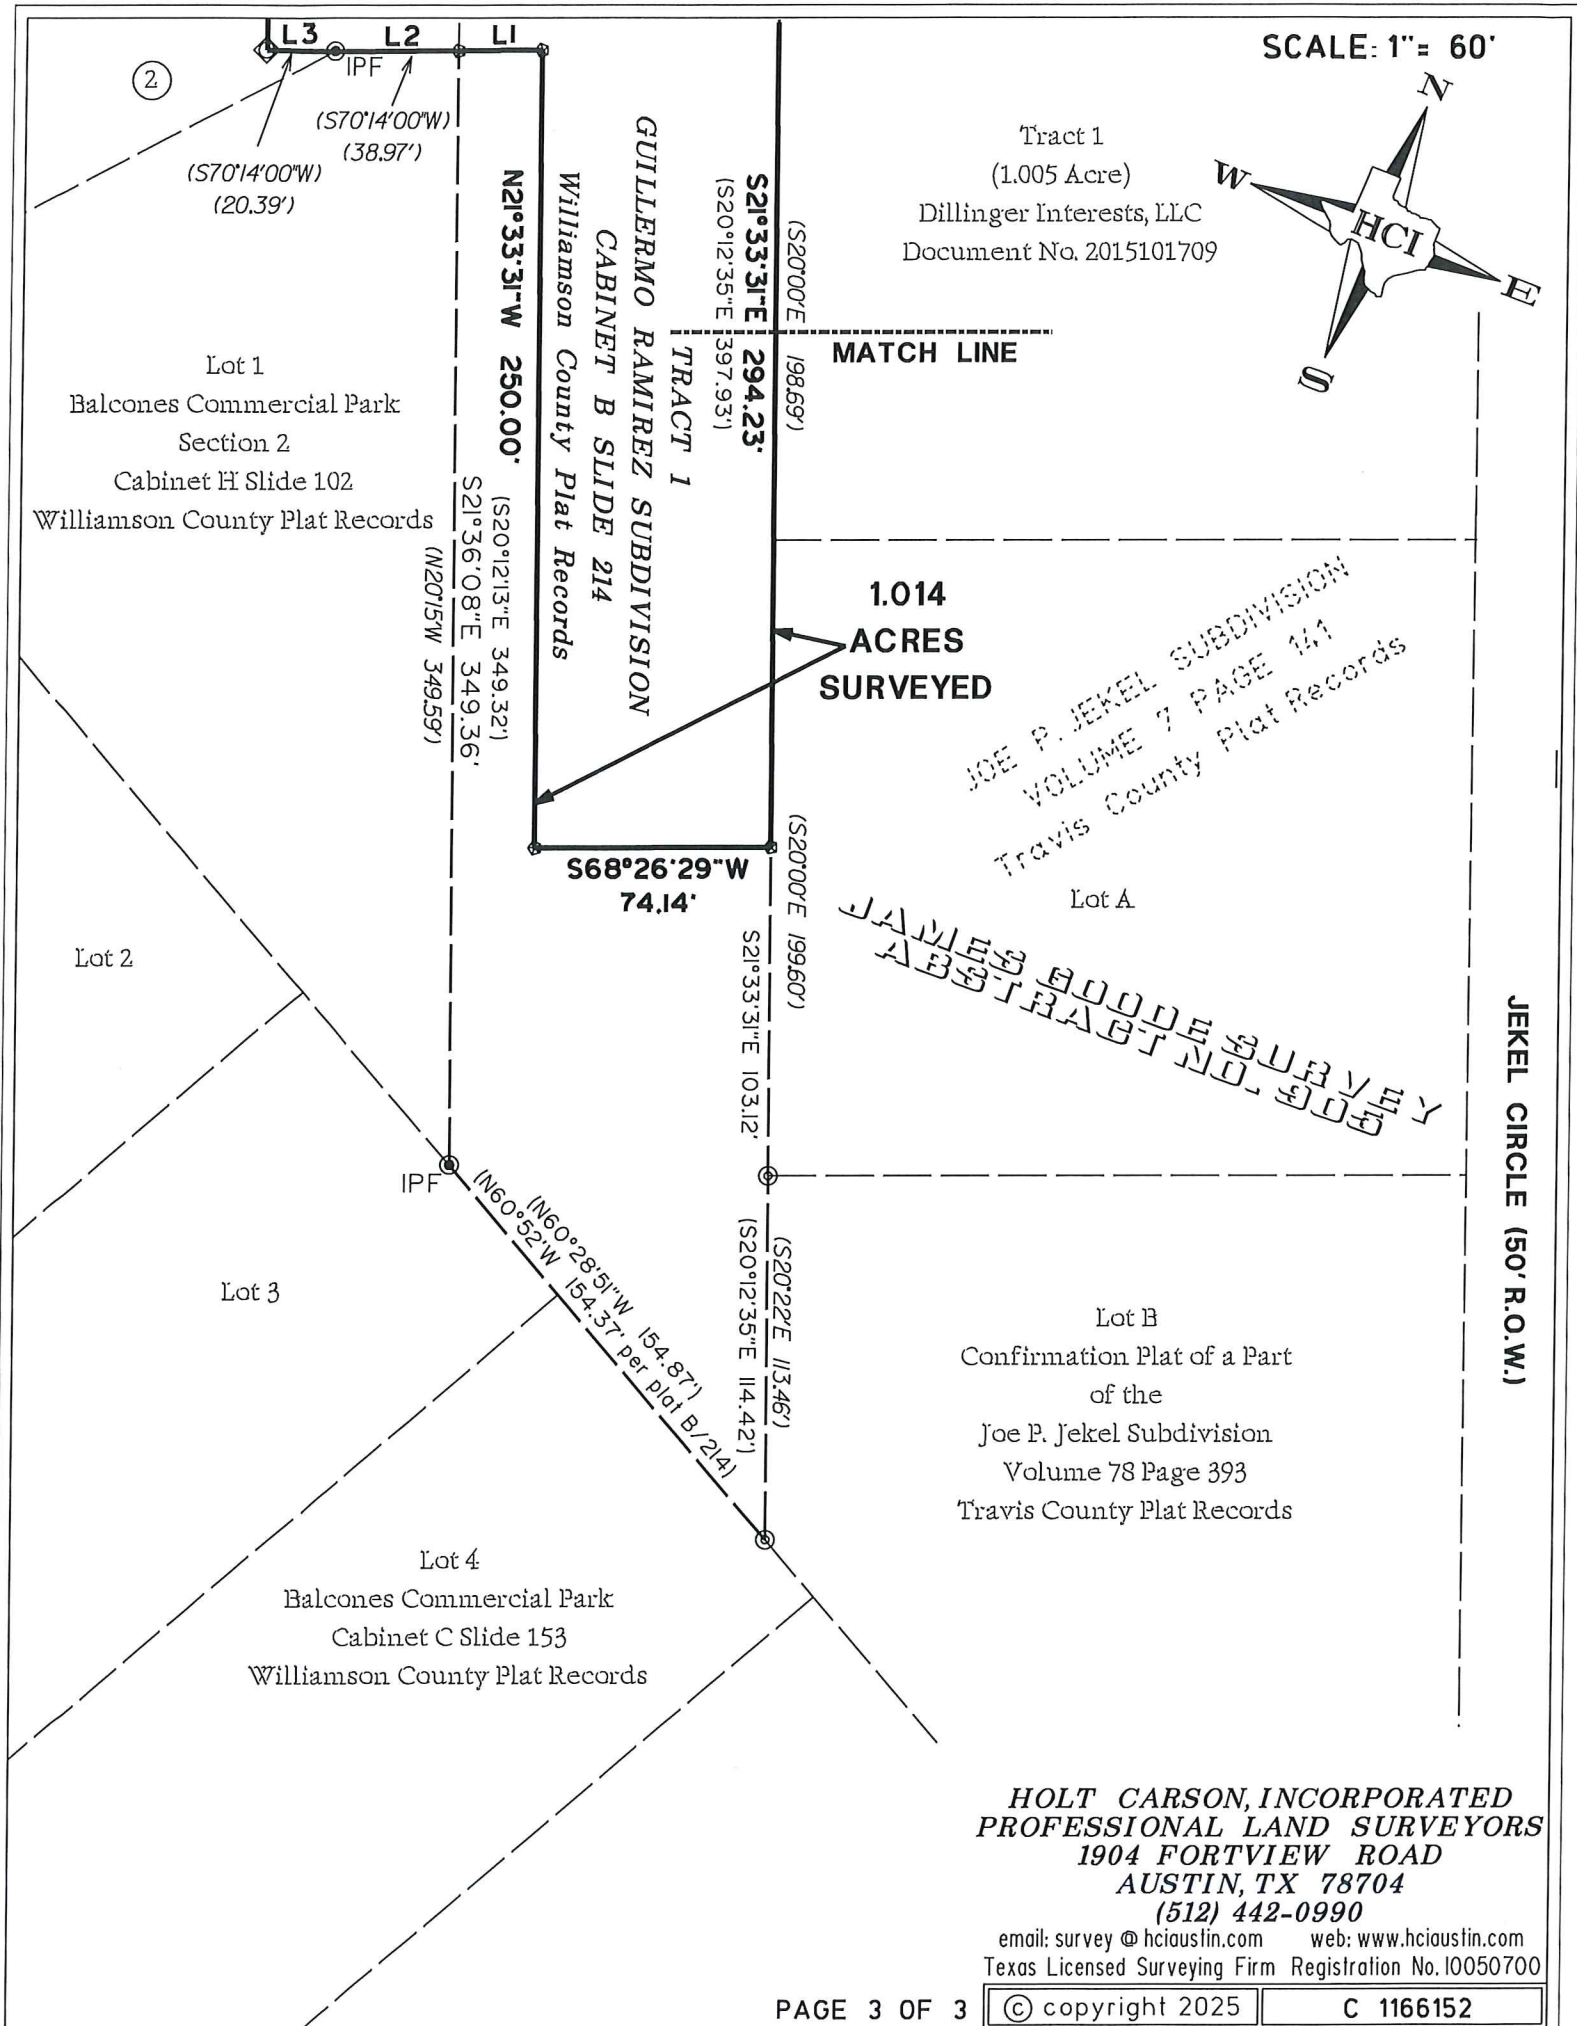 SCALE: 1"= 60'
L3
L2
L1
IPF
2
(S70°14'00"W)
(38.97')
(S70°14'00"W)
(20.39')
N
W
HCI
E
S
Tract 1
(1.005 Acre)
Dillinger Interests, LLC
Document No. 2015101709
N21°33'31"W 250.00'
Williamson County Plat Records
CABINET B SLIDE 214
GUILLERMO RAMIREZ SUBDIVISION
TRACT 1
(S20°12'35"E 397.93')
S21°33'31"E 294.23'
(S20°00'E 198.69')
MATCH LINE
Lot 1
Balcones Commercial Park
Section 2
Cabinet H Slide 102
Williamson County Plat Records
(S20°12'13"E 349.32')
S21°36'08"E 349.36'
(N20°15'W 349.59')
1.014
ACRES
SURVEYED
JOE P. JEKEL SUBDIVISION
VOLUME 7 PAGE 141
Travis County Plat Records
S68°26'29"W
74.14'
(S20°00'E 199.60')
S21°33'31"E 103.12'
Lot A
JAMES GOODE SURVEY
ABSTRACT NO. 905
Lot 2
JEKEL CIRCLE (50' R.O.W.)
IPF
(N60°28'51"W 154.87')
(N60°52'W 154.37' per plat B/214)
(S20°22'E 113.46')
(S20°12'35"E 114.42')
Lot 3
Lot B
Confirmation Plat of a Part
of the
Joe P. Jekel Subdivision
Volume 78 Page 393
Travis County Plat Records
Lot 4
Balcones Commercial Park
Cabinet C Slide 153
Williamson County Plat Records
HOLT CARSON, INCORPORATED
PROFESSIONAL LAND SURVEYORS
1904 FORTVIEW ROAD
AUSTIN, TX 78704
(512) 442-0990
email: survey @ hciaustin.com web: www.hciaustin.com
Texas Licensed Surveying Firm Registration No. 10050700
PAGE 3 OF 3
© copyright 2025
C 1166152